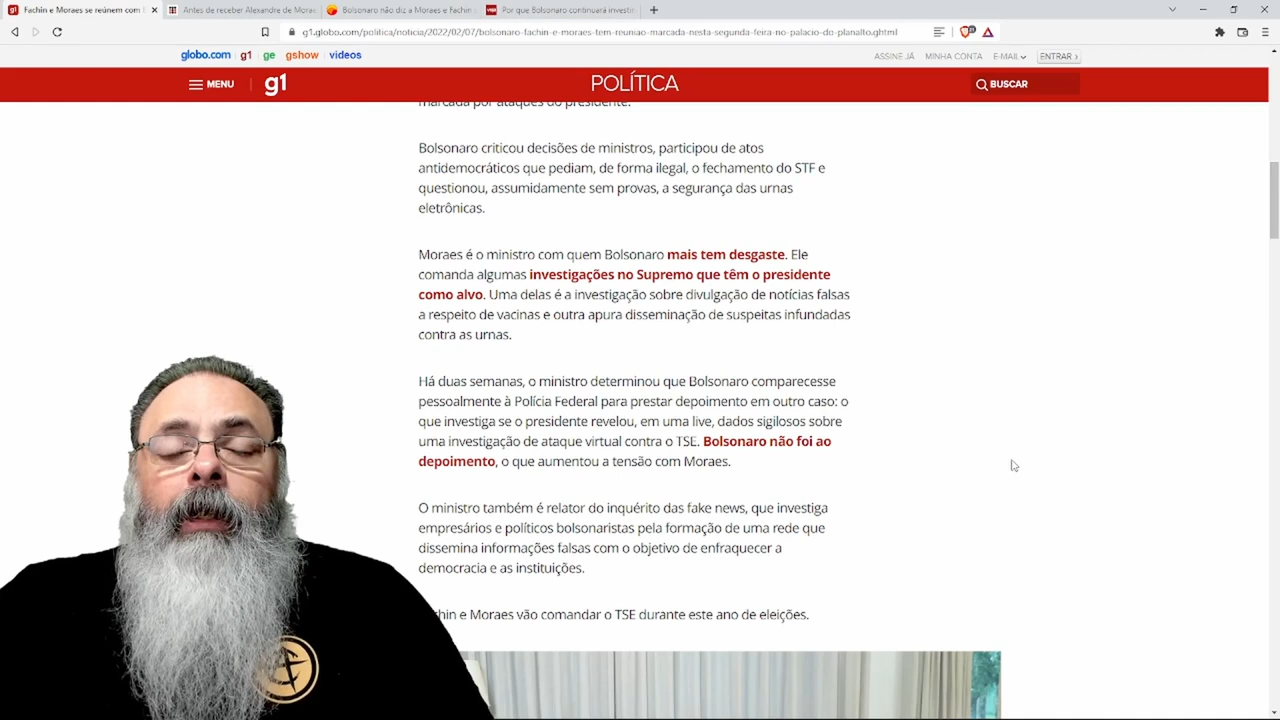 Fachin e Moraes se reúnem com
Antes de receber Alexandre de Morae
Bolsonaro não diz a Moraes e Fachin
Por que Bolsonaro continuará investin
g1.globo.com/politica/noticia/2022/02/07/bolsonaro-fachin-e-moraes-tem-reuniao-marcada-nesta-segunda-feira-no-palacio-do-planalto.ghtml
globo.com g1 ge gshow videos
ASSINE JÁ MINHA CONTA E-MAIL ENTRAR ›
MENU g1 POLÍTICA BUSCAR
marcada por ataques do presidente.
Bolsonaro criticou decisões de ministros, participou de atos
antidemocráticos que pediam, de forma ilegal, o fechamento do STF e
questionou, assumidamente sem provas, a segurança das urnas
eletrônicas.
Moraes é o ministro com quem Bolsonaro mais tem desgaste. Ele
comanda algumas investigações no Supremo que têm o presidente
como alvo. Uma delas é a investigação sobre divulgação de notícias falsas
a respeito de vacinas e outra apura disseminação de suspeitas infundadas
contra as urnas.
Há duas semanas, o ministro determinou que Bolsonaro comparecesse
pessoalmente à Polícia Federal para prestar depoimento em outro caso: o
que investiga se o presidente revelou, em uma live, dados sigilosos sobre
uma investigação de ataque virtual contra o TSE. Bolsonaro não foi ao
depoimento, o que aumentou a tensão com Moraes.
O ministro também é relator do inquérito das fake news, que investiga
empresários e políticos bolsonaristas pela formação de uma rede que
dissemina informações falsas com o objetivo de enfraquecer a
democracia e as instituições.
chin e Moraes vão comandar o TSE durante este ano de eleições.